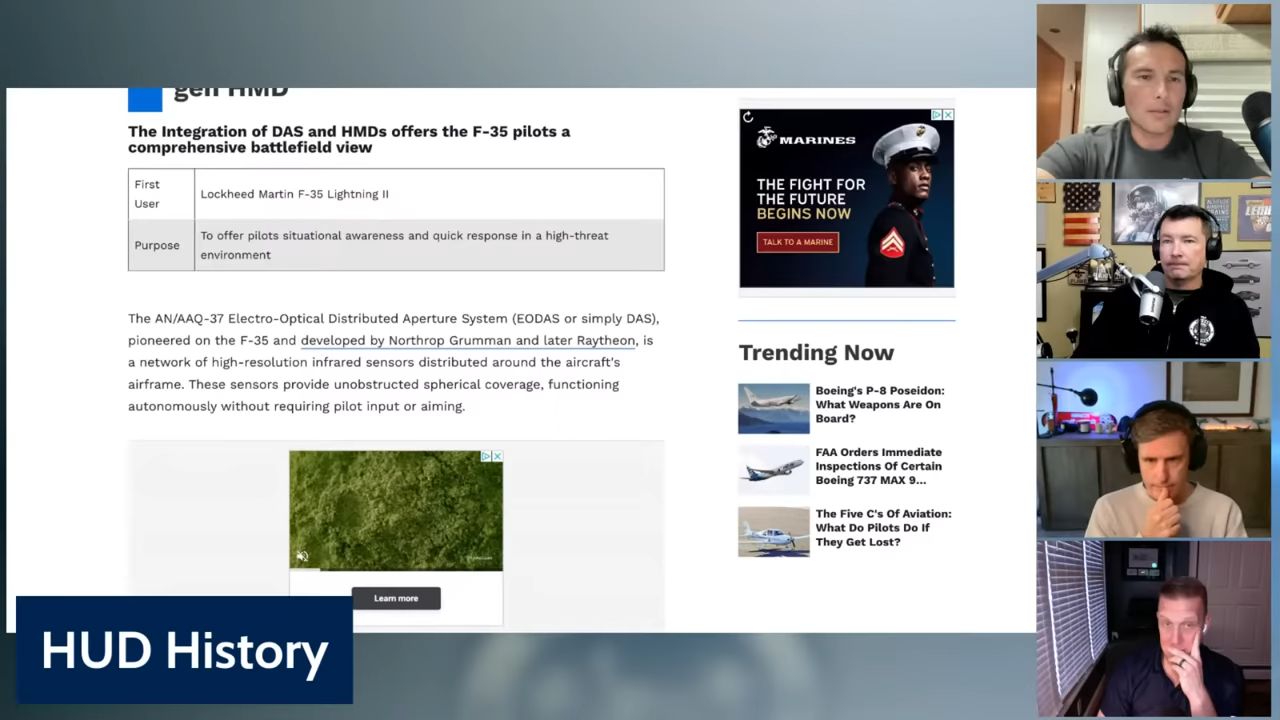 gen HMD
The Integration of DAS and HMDs offers the F-35 pilots a
comprehensive battlefield view
First
User
Lockheed Martin F-35 Lightning II
Purpose
To offer pilots situational awareness and quick response in a high-threat
environment
The AN/AAQ-37 Electro-Optical Distributed Aperture System (EODAS or simply DAS),
pioneered on the F-35 and developed by Northrop Grumman and later Raytheon, is
a network of high-resolution infrared sensors distributed around the aircraft's
airframe. These sensors provide unobstructed spherical coverage, functioning
autonomously without requiring pilot input or aiming.
Learn more
MARINES
THE FIGHT FOR
THE FUTURE
BEGINS NOW
TALK TO A MARINE
Trending Now
Boeing's P-8 Poseidon:
What Weapons Are On
Board?
FAA Orders Immediate
Inspections Of Certain
Boeing 737 MAX 9...
The Five C's Of Aviation:
What Do Pilots Do If
They Get Lost?
HUD History